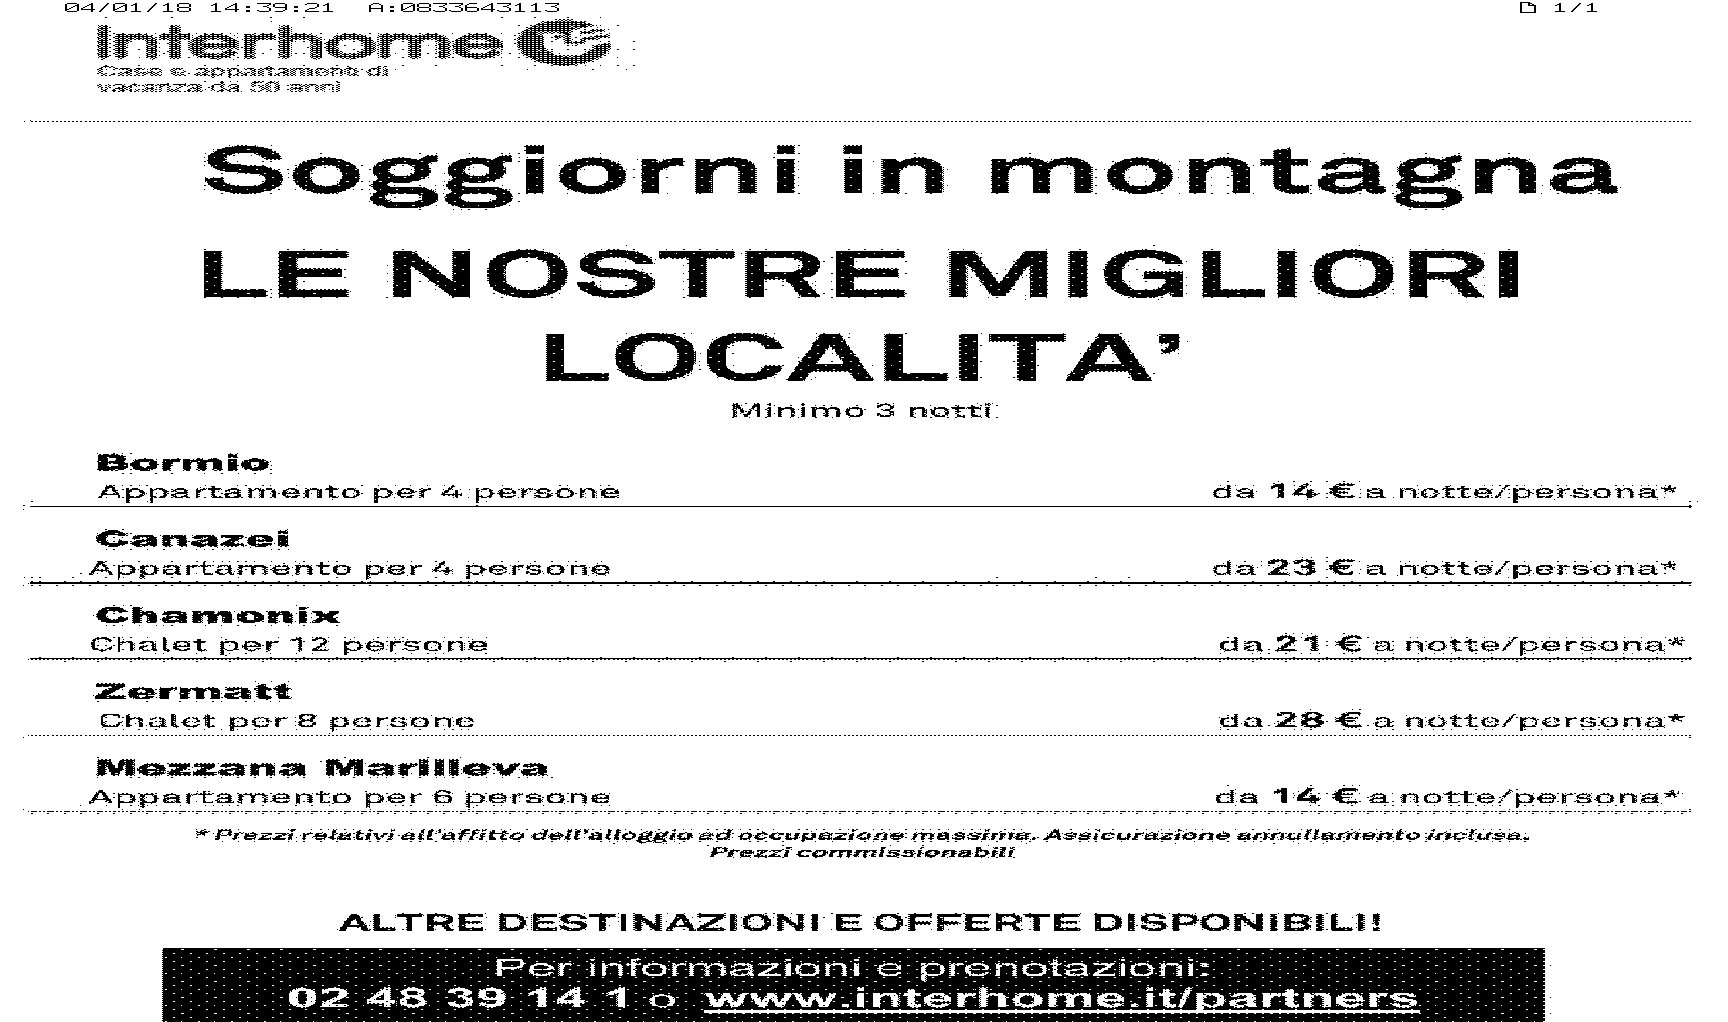 04/01/18 14:39:21 A:0833643113 1/1
Interhome
Case e appartamenti di
vacanza da 50 anni
Soggiorni in montagna
LE NOSTRE MIGLIORI
LOCALITA’
Minimo 3 notti
Bormio
Appartamento per 4 persone da 14 € a notte/persona*
Canazei
Appartamento per 4 persone da 23 € a notte/persona*
Chamonix
Chalet per 12 persone da 21 € a notte/persona*
Zermatt
Chalet per 8 persone da 28 € a notte/persona*
Mezzana Marilleva
Appartamento per 6 persone da 14 € a notte/persona*
* Prezzi relativi all'affitto dell'alloggio ad occupazione massima. Assicurazione annullamento inclusa.
Prezzi commissionabili
ALTRE DESTINAZIONI E OFFERTE DISPONIBILI!
Per informazioni e prenotazioni:
02 48 39 14 1 o www.interhome.it/partners